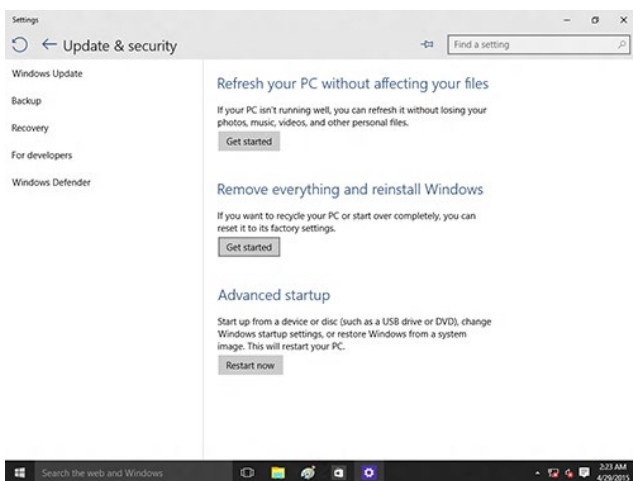 Settings
Update & security
Find a setting
Windows Update
Backup
Recovery
For developers
Windows Defender
Refresh your PC without affecting your files
If your PC isn't running well, you can refresh it without losing your
photos, music, videos, and other personal files.
Get started
Remove everything and reinstall Windows
If you want to recycle your PC or start over completely, you can
reset it to its factory settings.
Get started
Advanced startup
Start up from a device or disc (such as a USB drive or DVD), change
Windows startup settings, or restore Windows from a system
image. This will restart your PC.
Restart now
Search the web and Windows
2:23 AM
4/29/2015